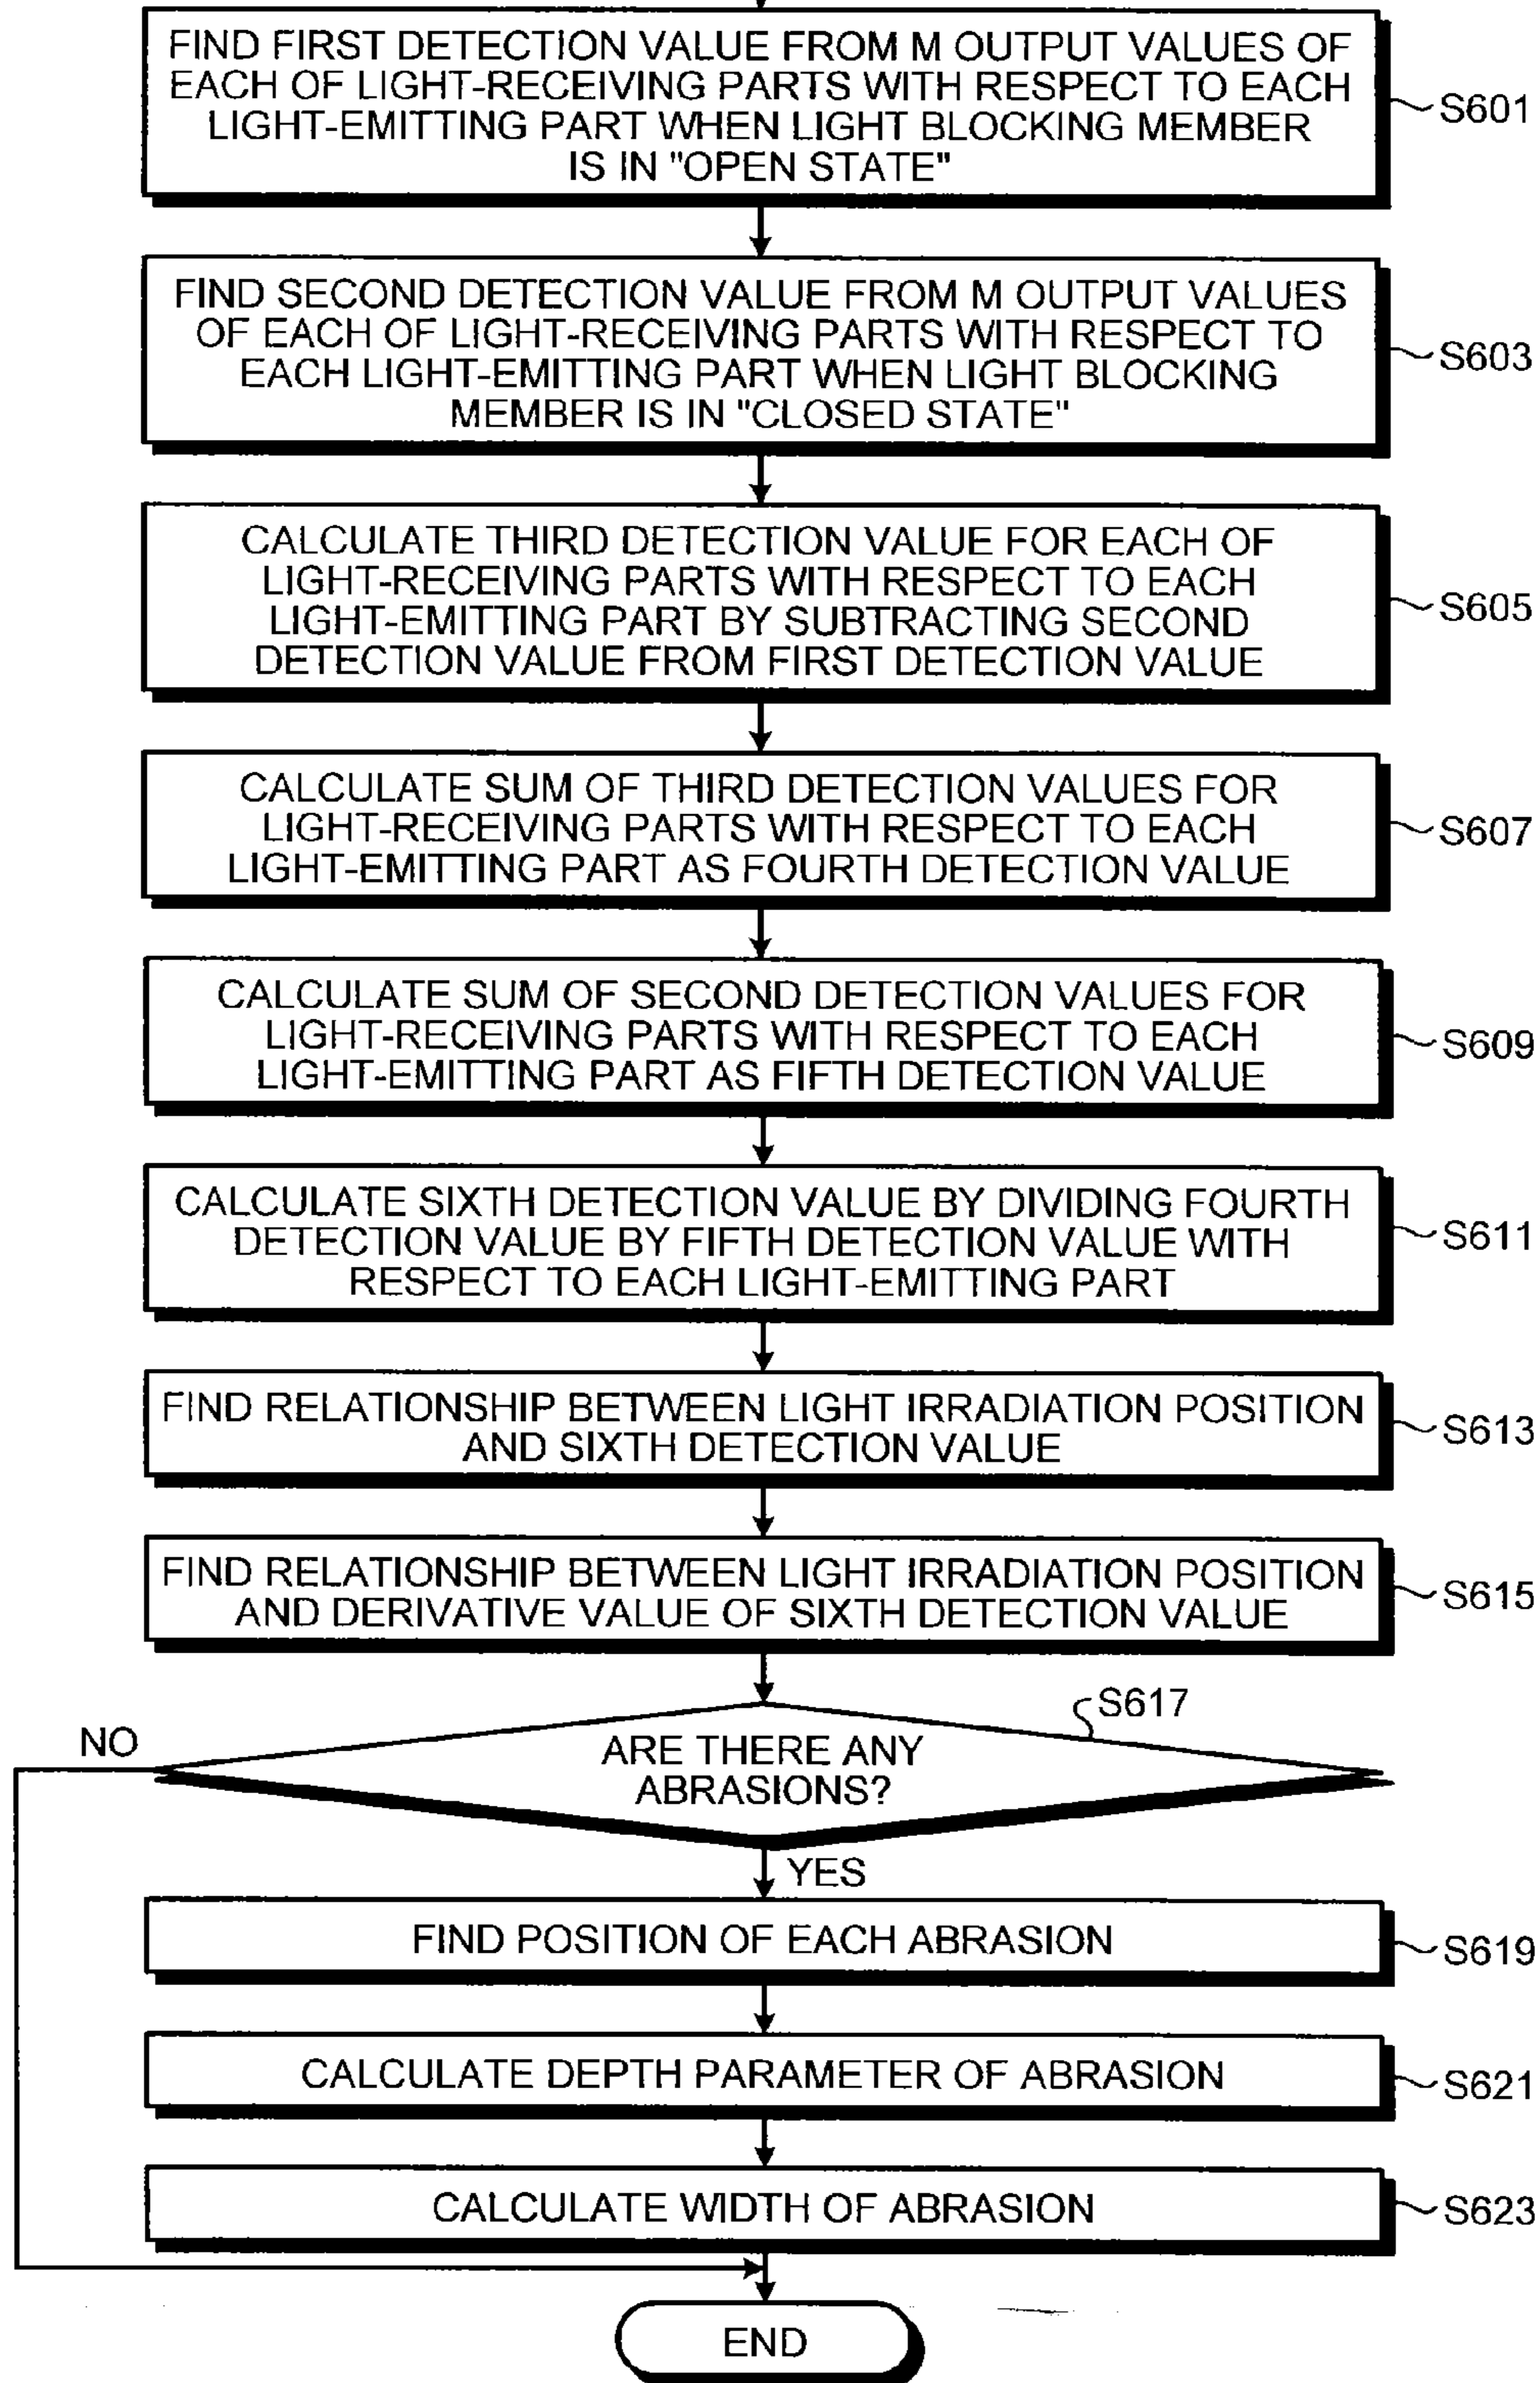 FIND FIRST DETECTION VALUE FROM M OUTPUT VALUES OF
EACH OF LIGHT-RECEIVING PARTS WITH RESPECT TO EACH
LIGHT-EMITTING PART WHEN LIGHT BLOCKING MEMBER
IS IN "OPEN STATE"
S601
FIND SECOND DETECTION VALUE FROM M OUTPUT VALUES
OF EACH OF LIGHT-RECEIVING PARTS WITH RESPECT TO
EACH LIGHT-EMITTING PART WHEN LIGHT BLOCKING
MEMBER IS IN "CLOSED STATE"
S603
CALCULATE THIRD DETECTION VALUE FOR EACH OF
LIGHT-RECEIVING PARTS WITH RESPECT TO EACH
LIGHT-EMITTING PART BY SUBTRACTING SECOND
DETECTION VALUE FROM FIRST DETECTION VALUE
S605
CALCULATE SUM OF THIRD DETECTION VALUES FOR
LIGHT-RECEIVING PARTS WITH RESPECT TO EACH
LIGHT-EMITTING PART AS FOURTH DETECTION VALUE
S607
CALCULATE SUM OF SECOND DETECTION VALUES FOR
LIGHT-RECEIVING PARTS WITH RESPECT TO EACH
LIGHT-EMITTING PART AS FIFTH DETECTION VALUE
S609
CALCULATE SIXTH DETECTION VALUE BY DIVIDING FOURTH
DETECTION VALUE BY FIFTH DETECTION VALUE WITH
RESPECT TO EACH LIGHT-EMITTING PART
S611
FIND RELATIONSHIP BETWEEN LIGHT IRRADIATION POSITION
AND SIXTH DETECTION VALUE
S613
FIND RELATIONSHIP BETWEEN LIGHT IRRADIATION POSITION
AND DERIVATIVE VALUE OF SIXTH DETECTION VALUE
S615
S617
NO
ARE THERE ANY
ABRASIONS?
YES
FIND POSITION OF EACH ABRASION
S619
CALCULATE DEPTH PARAMETER OF ABRASION
S621
CALCULATE WIDTH OF ABRASION
S623
END